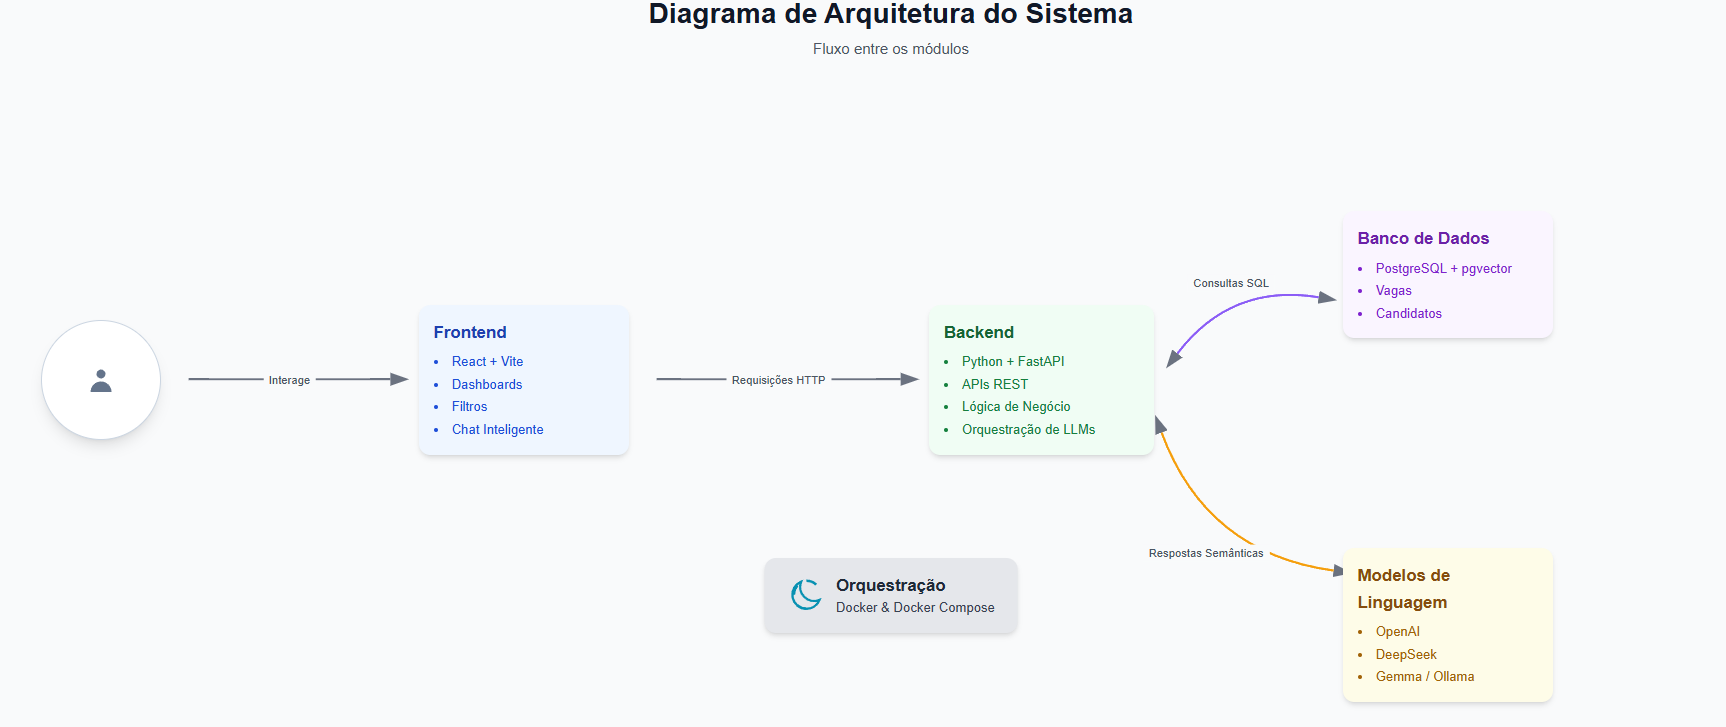 Diagrama de Arquitetura do Sistema
Fluxo entre os módulos
Interage
Frontend
React + Vite
Dashboards
Filtros
Chat Inteligente
Requisições HTTP
Backend
Python + FastAPI
APIs REST
Lógica de Negócio
Orquestração de LLMs
Consultas SQL
Banco de Dados
PostgreSQL + pgvector
Vagas
Candidatos
Respostas Semânticas
Modelos de
Linguagem
OpenAI
DeepSeek
Gemma / Ollama
Orquestração
Docker & Docker Compose